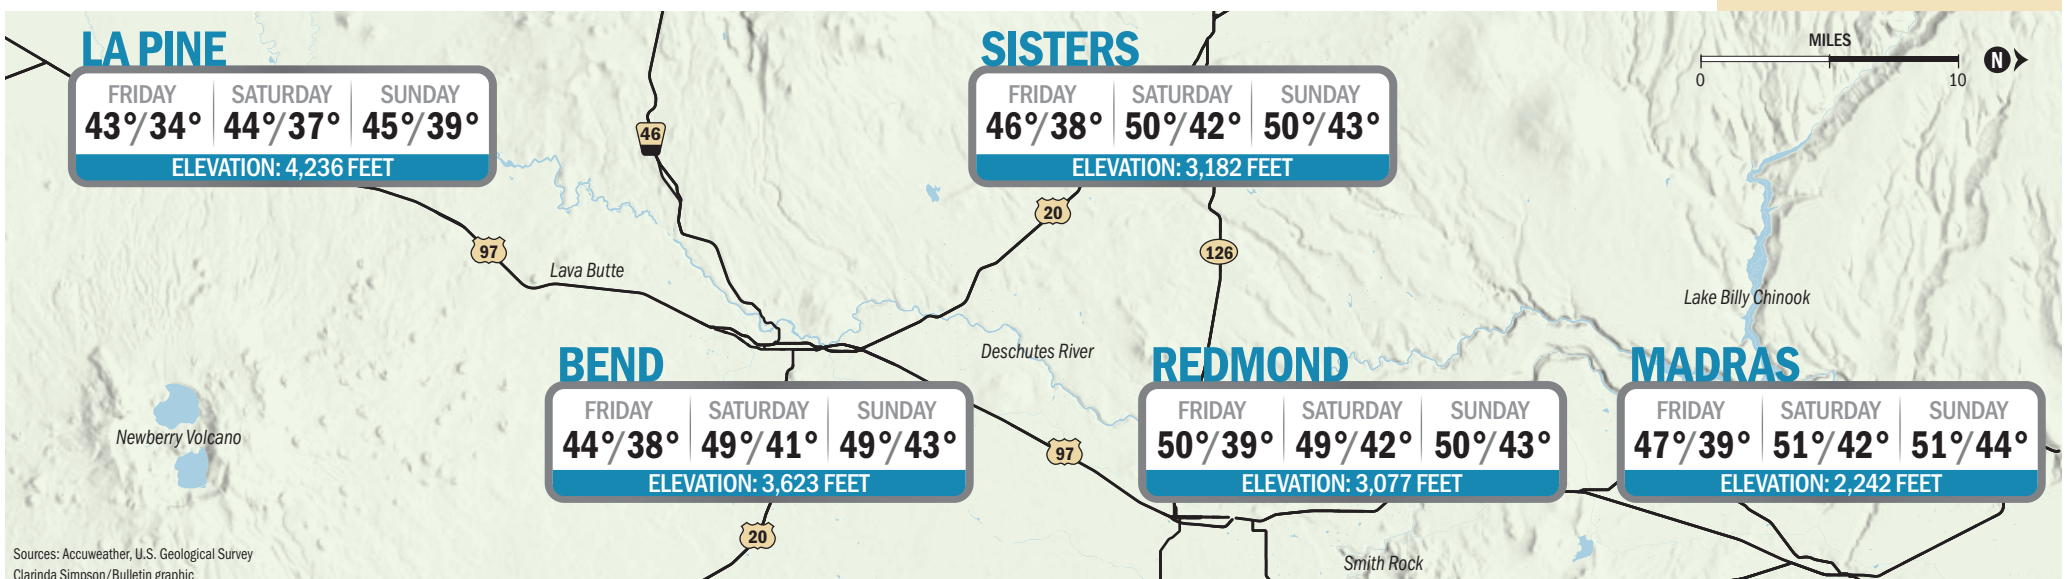 LA PINE
FRIDAY SATURDAY SUNDAY
43°/34° 44°/37° 45°/39°
ELEVATION: 4,236 FEET
SISTERS
FRIDAY SATURDAY SUNDAY
46°/38° 50°/42° 50°/43°
ELEVATION: 3,182 FEET
MILES
0 10
N
46
20
97
126
Lava Butte
Lake Billy Chinook
Deschutes River
BEND
FRIDAY SATURDAY SUNDAY
44°/38° 49°/41° 49°/43°
ELEVATION: 3,623 FEET
REDMOND
FRIDAY SATURDAY SUNDAY
50°/39° 49°/42° 50°/43°
ELEVATION: 3,077 FEET
MADRAS
FRIDAY SATURDAY SUNDAY
47°/39° 51°/42° 51°/44°
ELEVATION: 2,242 FEET
Newberry Volcano
97
20
Smith Rock
Sources: Accuweather, U.S. Geological Survey
Clarinda Simpson/Bulletin graphic